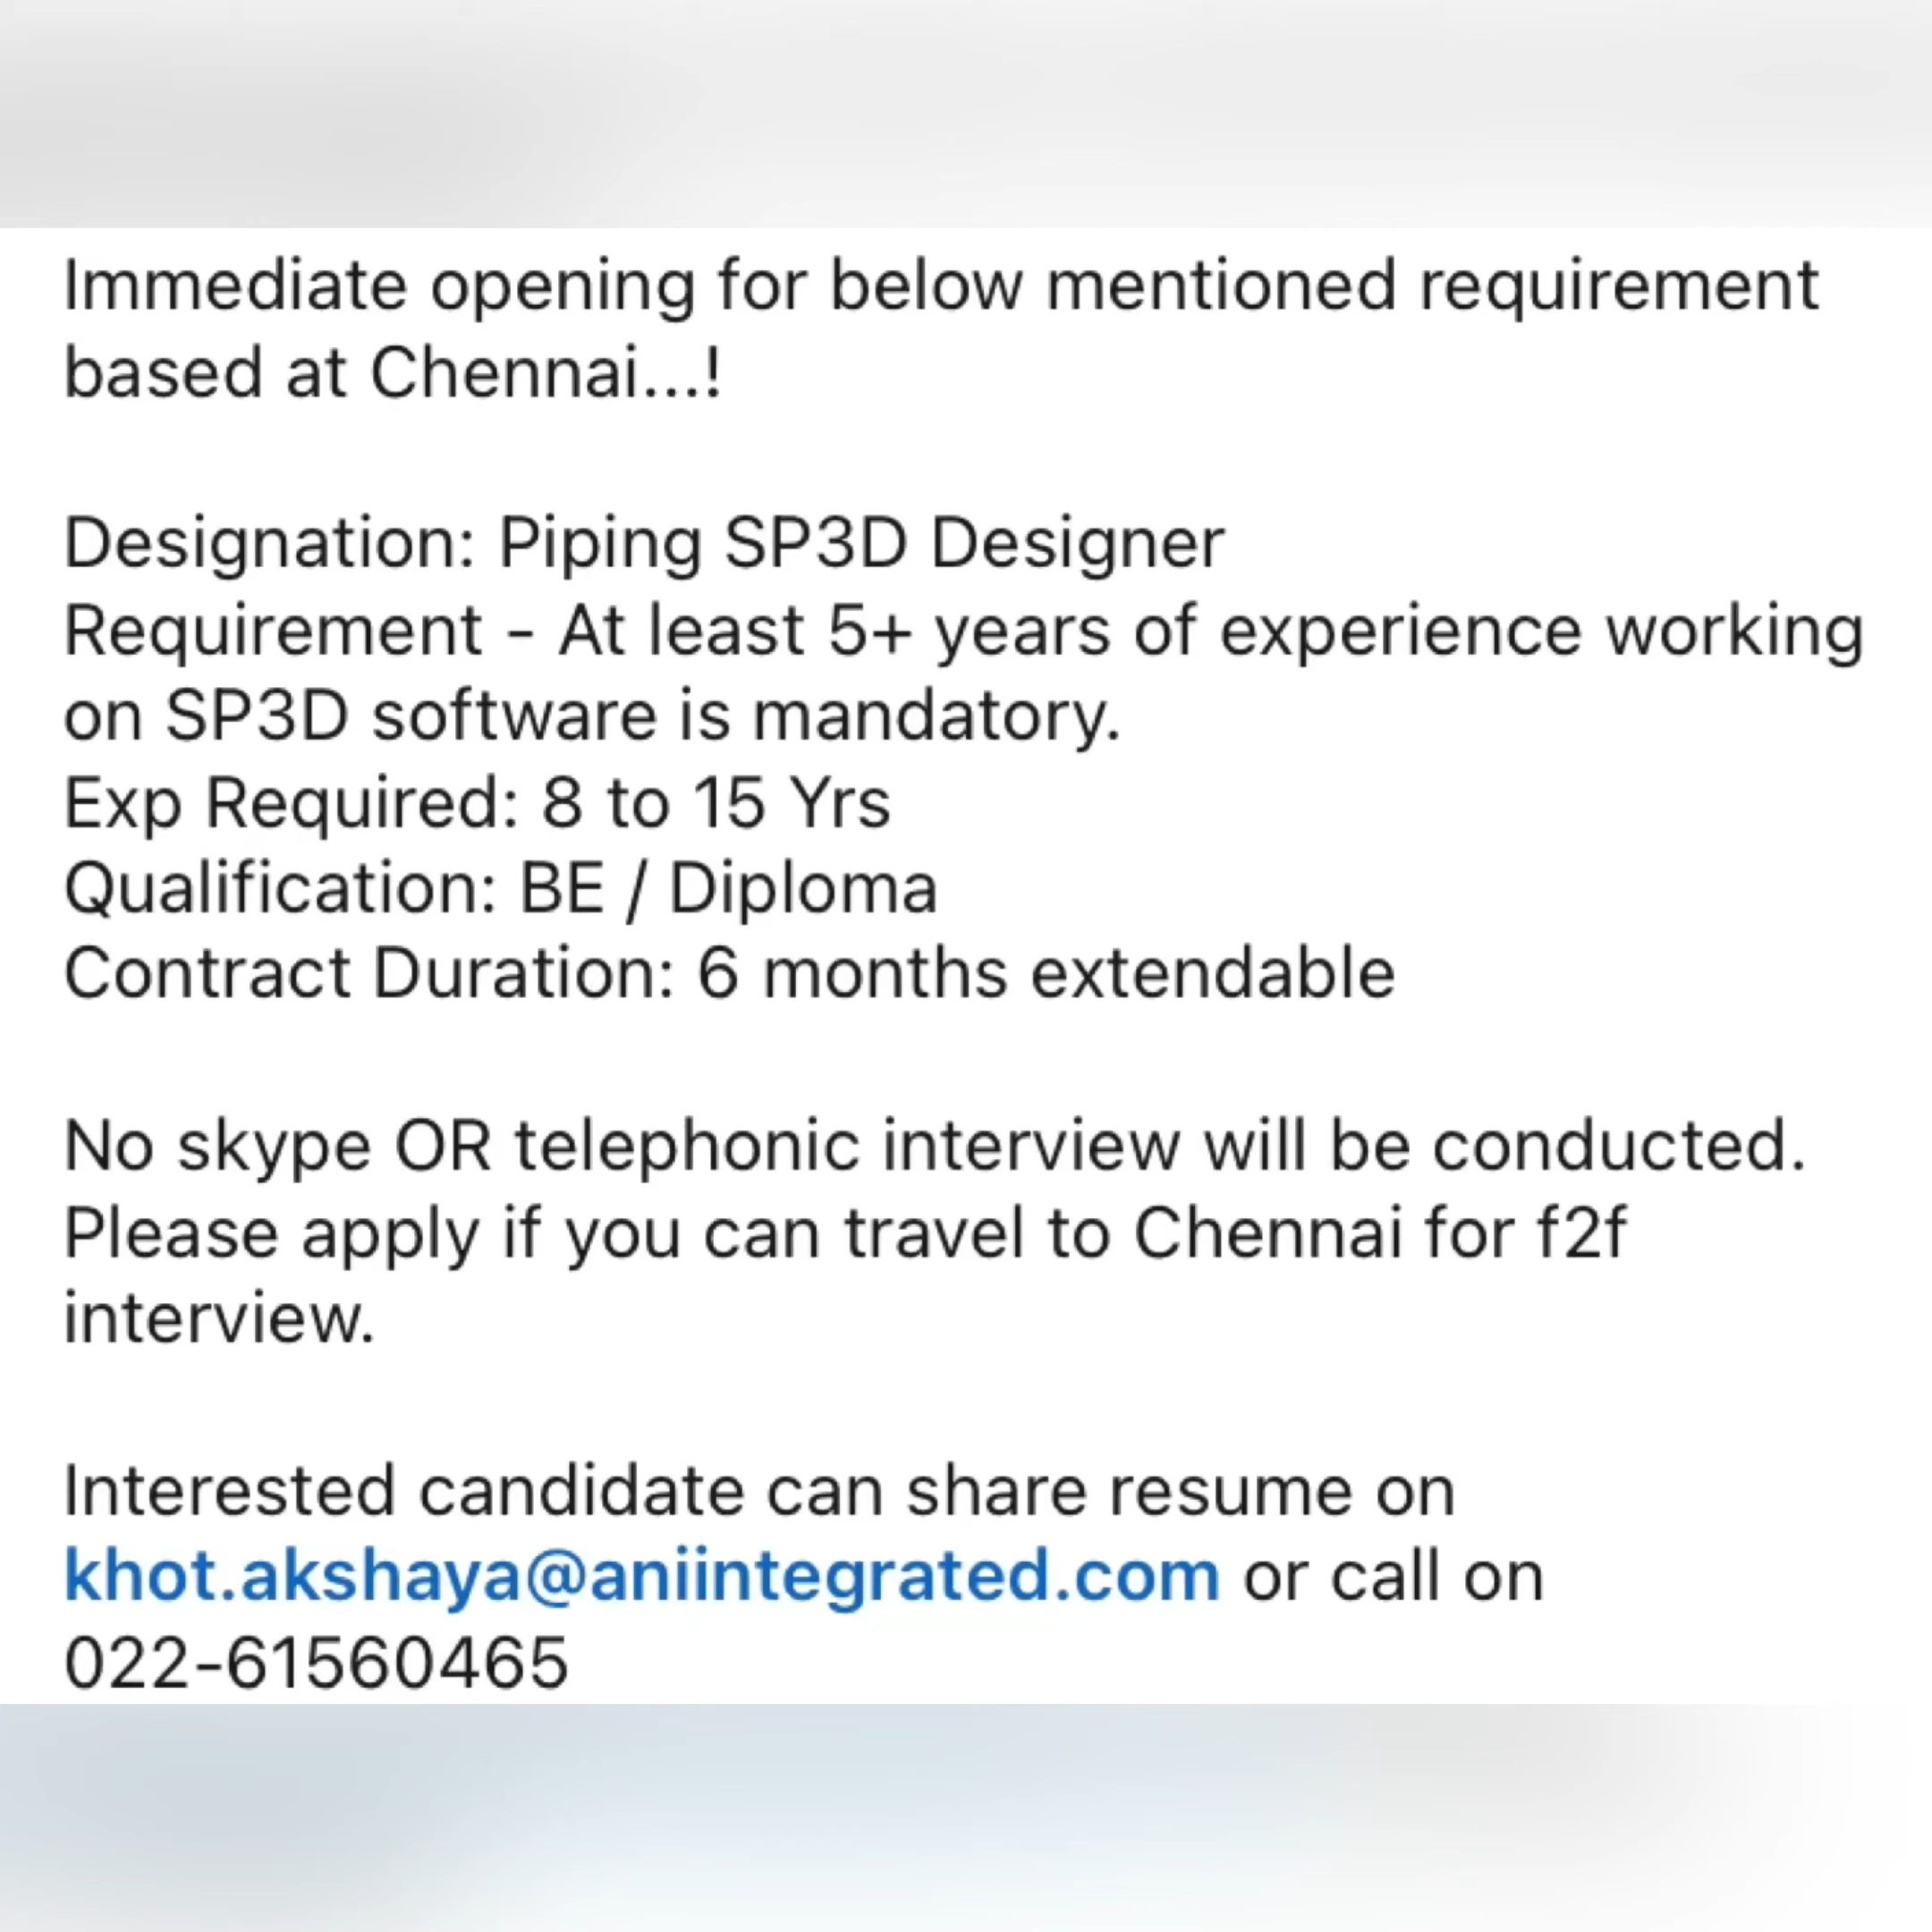 Immediate opening for below mentioned requirement
based at Chennai...!
Designation: Piping SP3D Designer
Requirement - At least 5+ years of experience working
on SP3D software is mandatory.
Exp Required: 8 to 15 Yrs
Qualification: BE / Diploma
Contract Duration: 6 months extendable
No skype OR telephonic interview will be conducted.
Please apply if you can travel to Chennai for f2f
interview.
Interested candidate can share resume on
khot.akshaya@aniintegrated.com or call on
022-61560465